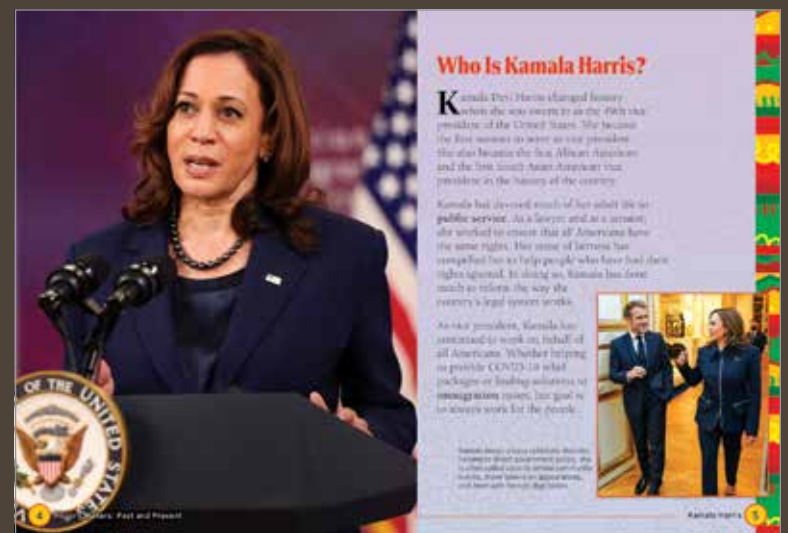 OF THE UNITED STATES
4
Past and Present
Who Is Kamala Harris?
Kamala Devi Harris changed history
when she was sworn in as the 49th vice
president of the United States. She became
the first woman to serve as vice president.
She also became the first African American
and the first South Asian American vice
president in the history of the country.
Kamala has devoted much of her adult life to
public service. As a lawyer and as a senator,
she worked to ensure that all Americans have
the same rights. Her sense of fairness has
compelled her to help people who have had their
rights ignored. In doing so, Kamala has done
much to reform the way the
country's legal system works.
As vice president, Kamala has
continued to work on behalf of
all Americans. Whether helping
to provide COVID-19 relief
packages or finding solutions to
immigration issues, her goal is
to always work for the people.
Kamala Harris
5